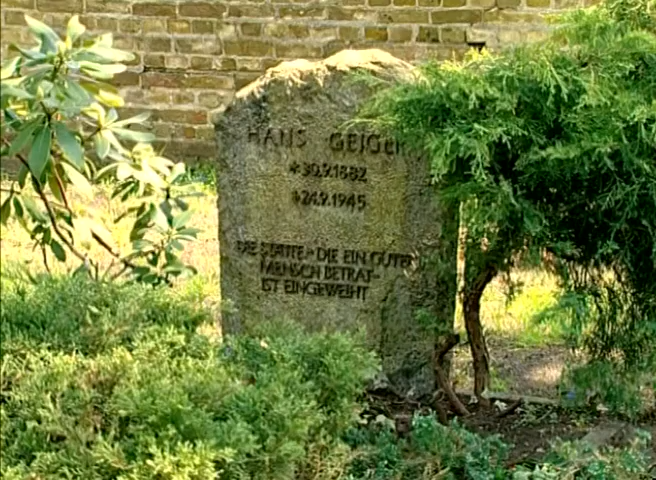 HANS GEIGER
*30.9.1882
†24.9.1945
DIE STÄTTE- DIE EIN GUTER
MENSCH BETRAT-
IST EINGEWEIHT